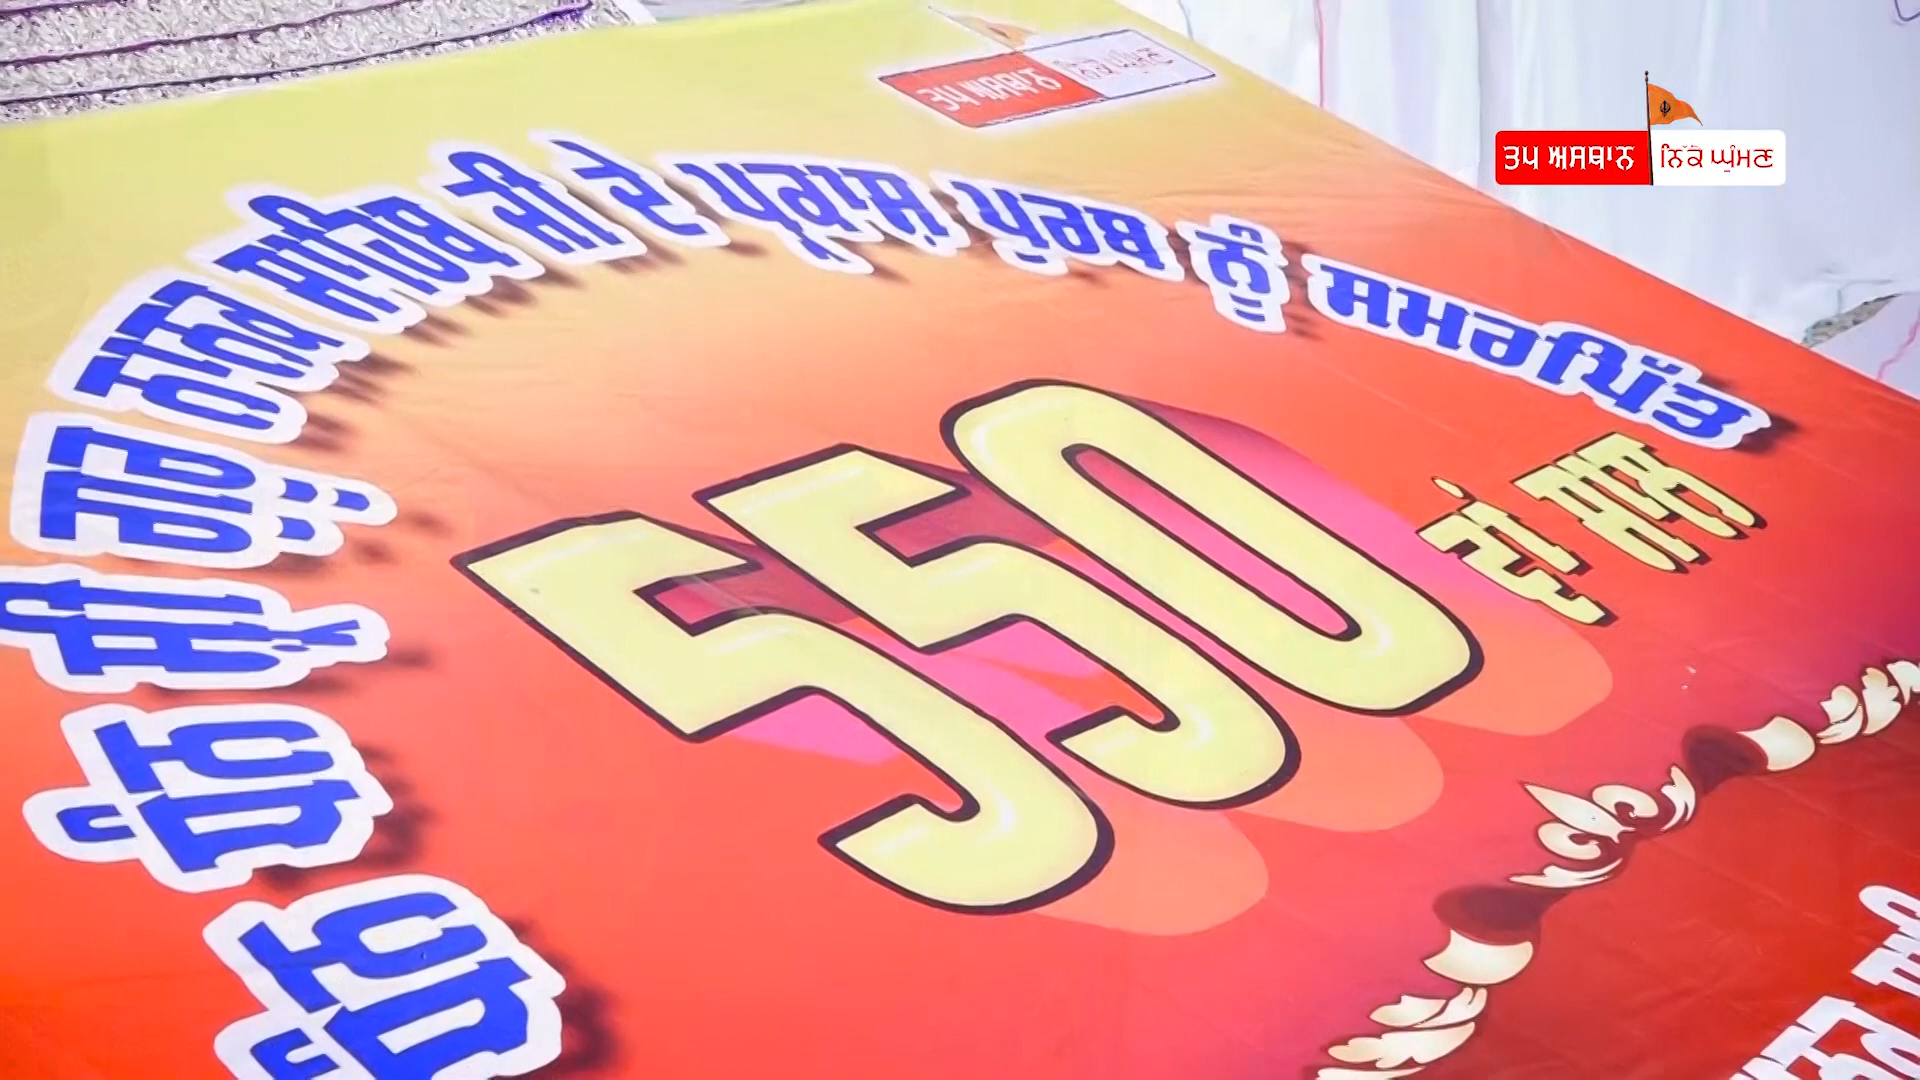 ਤਪ ਅਸਥਾਨ ਨਿੱਕੇ ਘੁੰਮਣ
ਤਪ ਅਸਥਾਨ ਨਿੱਕੇ ਘੁੰਮਣ
ਧੰਨ ਧੰਨ ਸ੍ਰੀ ਗੁਰੂ ਨਾਨਕ ਸਾਹਿਬ ਜੀ ਦੇ ਪ੍ਰਕਾਸ਼ ਪੁਰਬ ਨੂੰ ਸਮਰਪਿੱਤ
550 ਵਾਂ ਸਾਲ